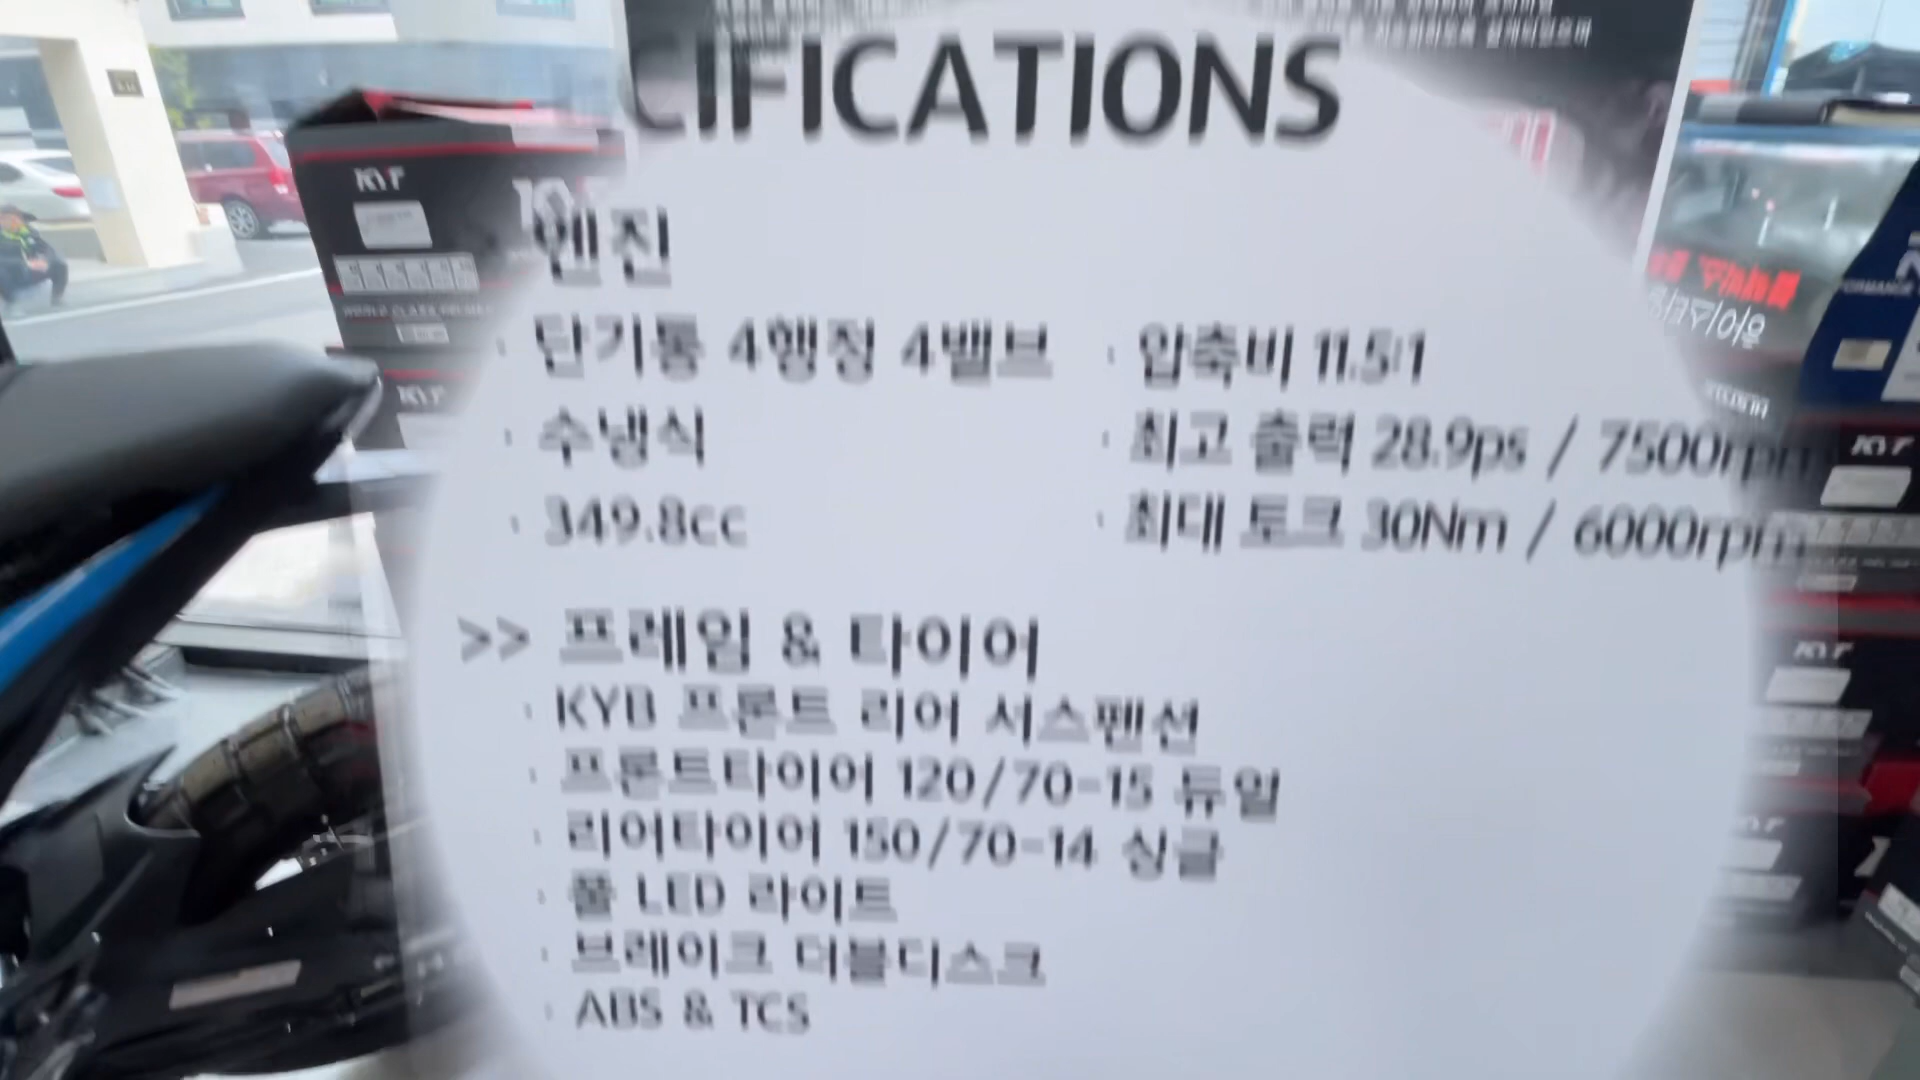 CIFICATIONS
엔진
· 단기통 4행정 4밸브 · 압축비 11.5:1
· 수냉식 · 최고 출력 28.9ps / 7500rpm
· 349.8cc · 최대 토크 30Nm / 6000rpm
>> 프레임 & 타이어
· KYB 프론트 리어 서스펜션
· 프론트타이어 120/70-15 듀얼
· 리어타이어 150/70-14 싱글
· 풀 LED 라이트
· 브레이크 더블디스크
· ABS & TCS
KYT
KYT
KYT
KYT